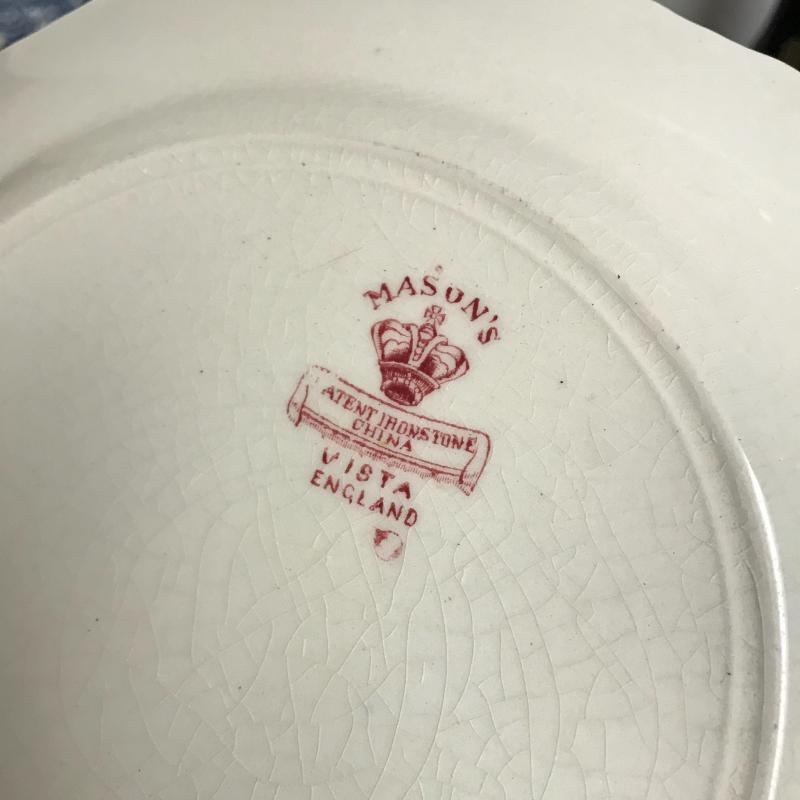 MASON'S
ATENT IRONSTONE
CHINA
VISTA
ENGLAND